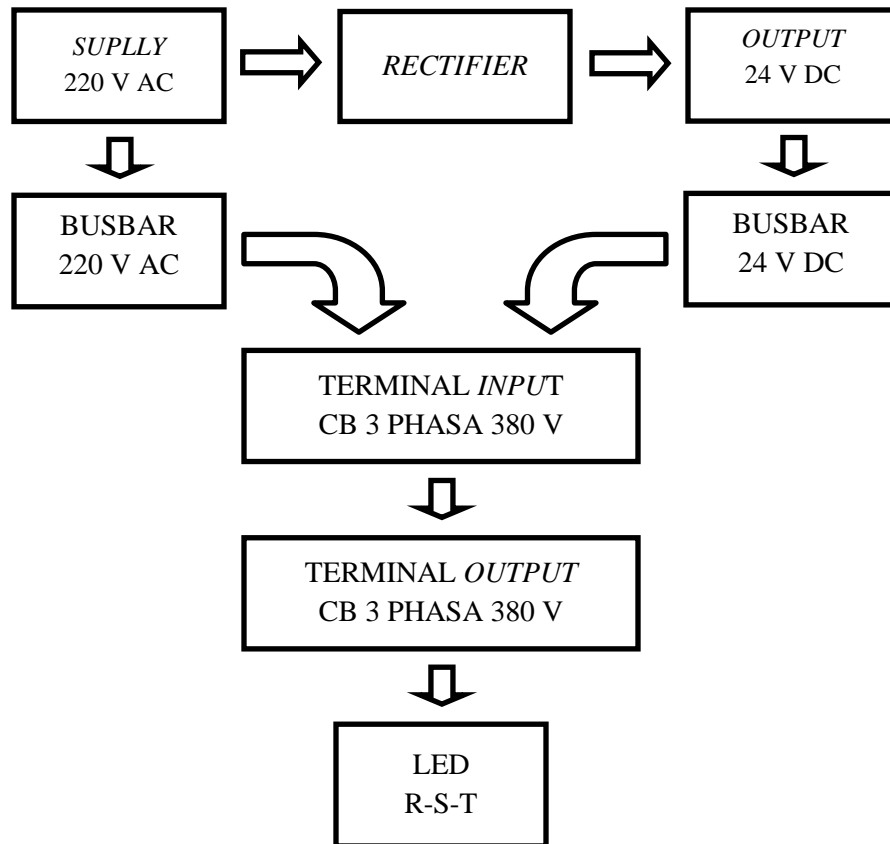 SUPLLY
220 V AC
RECTIFIER
OUTPUT
24 V DC
BUSBAR
220 V AC
BUSBAR
24 V DC
TERMINAL INPUT
CB 3 PHASA 380 V
TERMINAL OUTPUT
CB 3 PHASA 380 V
LED
R-S-T